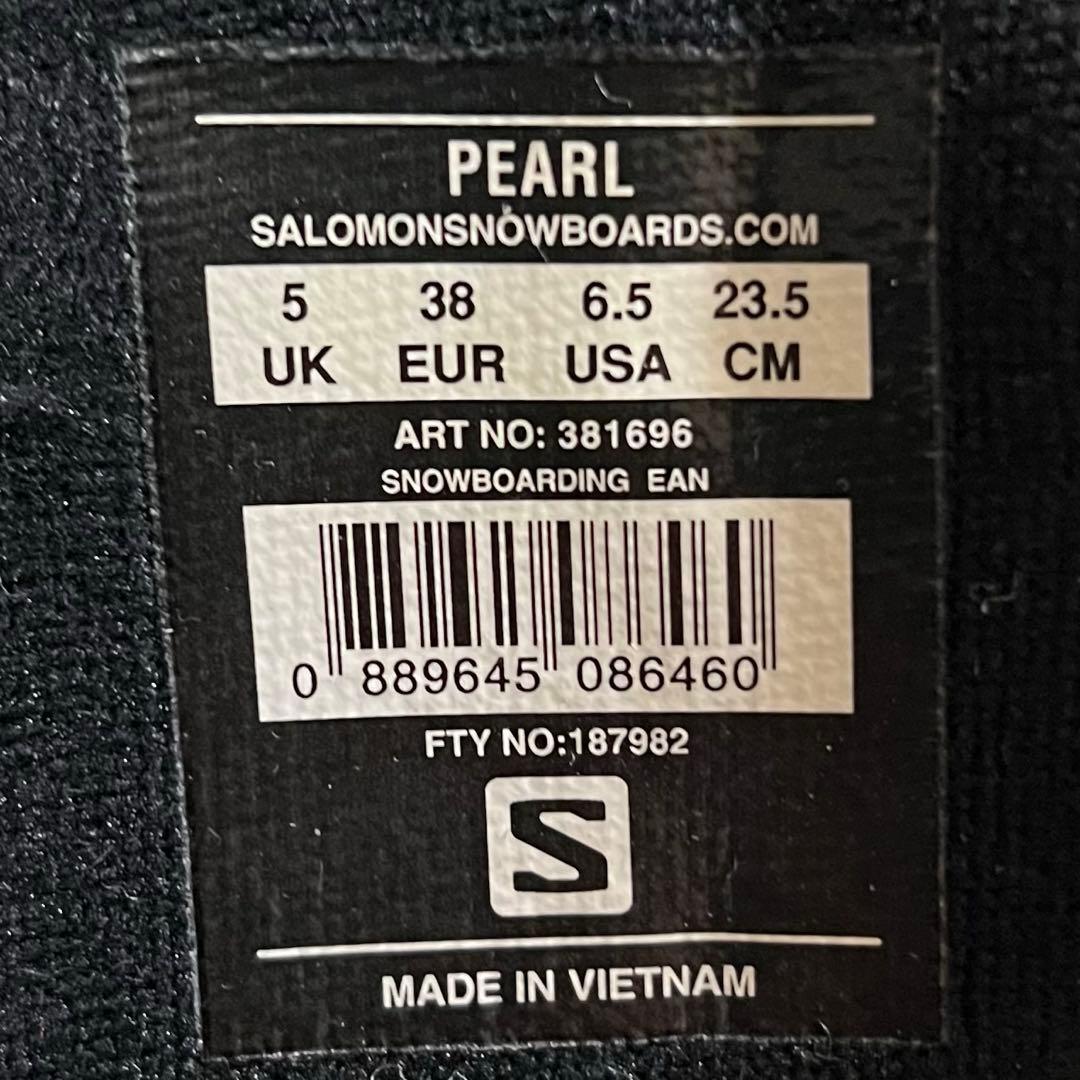 PEARL
SALOMONSNOWBOARDS.COM
5 38 6.5 23.5
UK EUR USA CM
ART NO: 381696
SNOWBOARDING EAN
0 889645 086460
FTY NO:187982
S
MADE IN VIETNAM